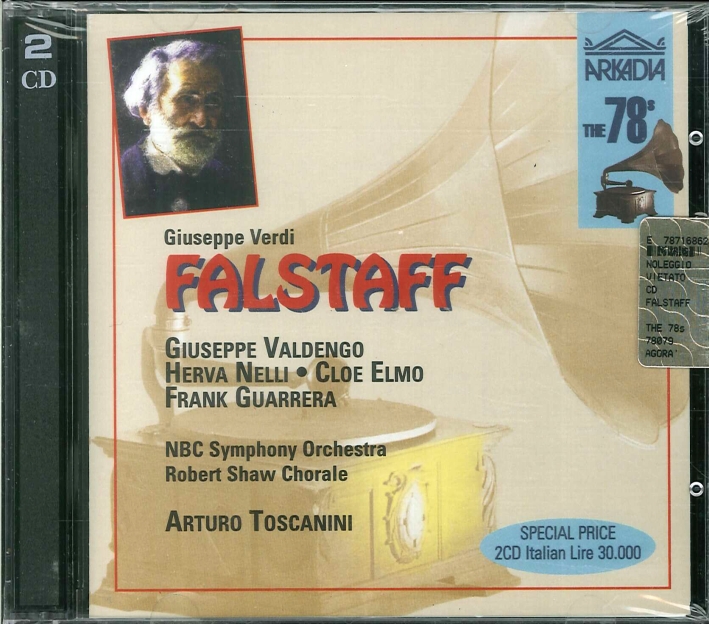 2
CD
ARKADIA
THE 78s
Giuseppe Verdi
FALSTAFF
GIUSEPPE VALDENGO
HERVA NELLI • CLOE ELMO
FRANK GUARRERA
NBC Symphony Orchestra
Robert Shaw Chorale
ARTURO TOSCANINI
SPECIAL PRICE
2CD Italian Lire 30.000
E 78716862
NOLEGGIO
VIETATO
CD
FALSTAFF
THE 78s
78079
AGORA'